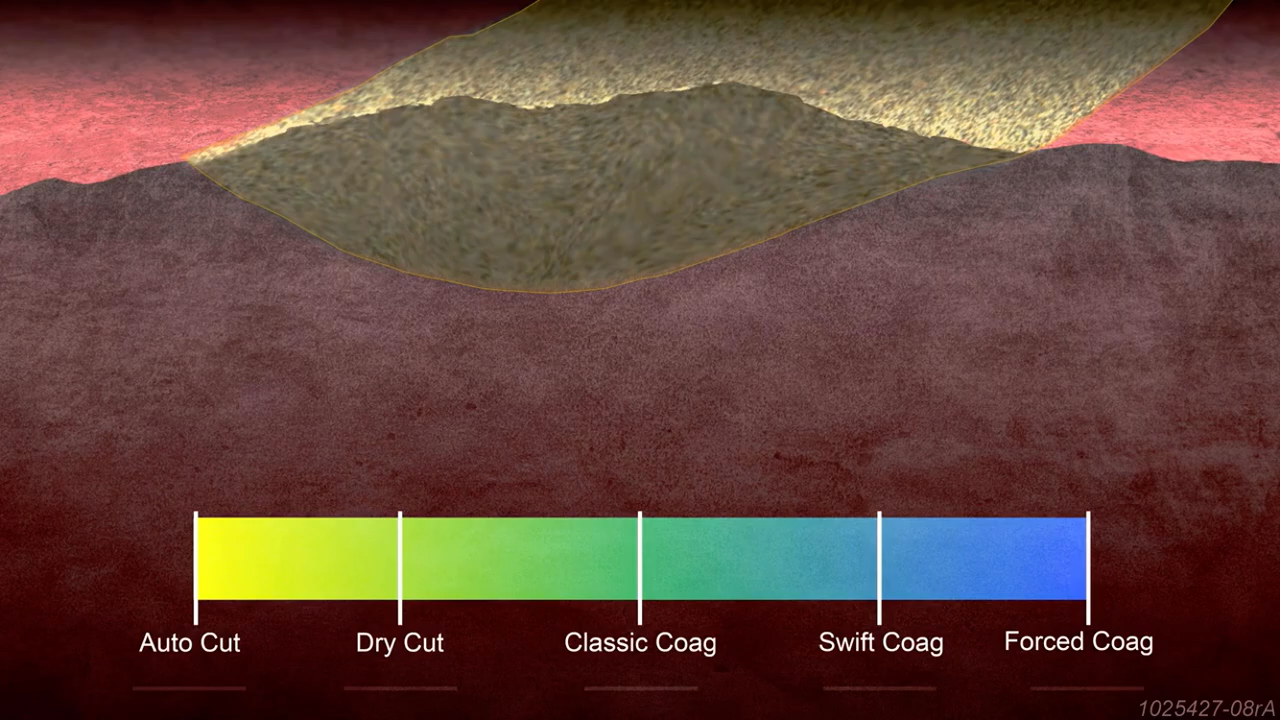 Auto Cut
Dry Cut
Classic Coag
Swift Coag
Forced Coag
1025427-08rA